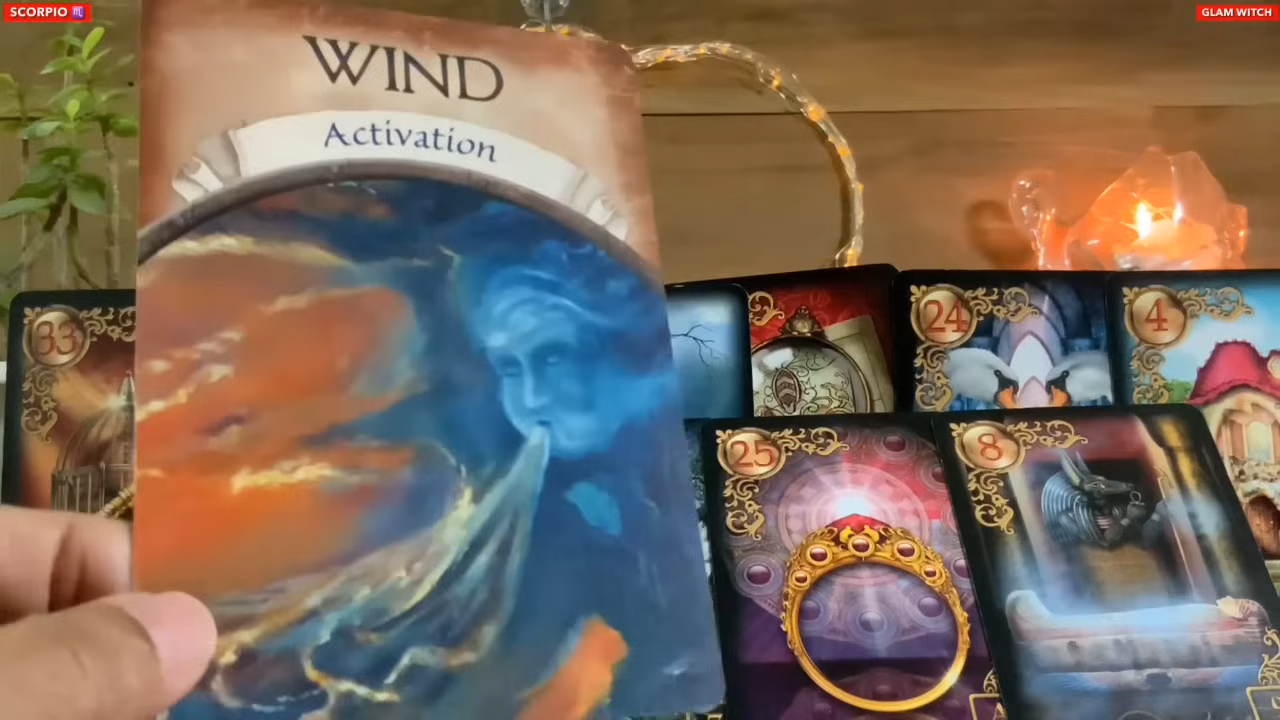 SCORPIO ♏
GLAM WITCH
WIND
Activation
33
24
4
25
8